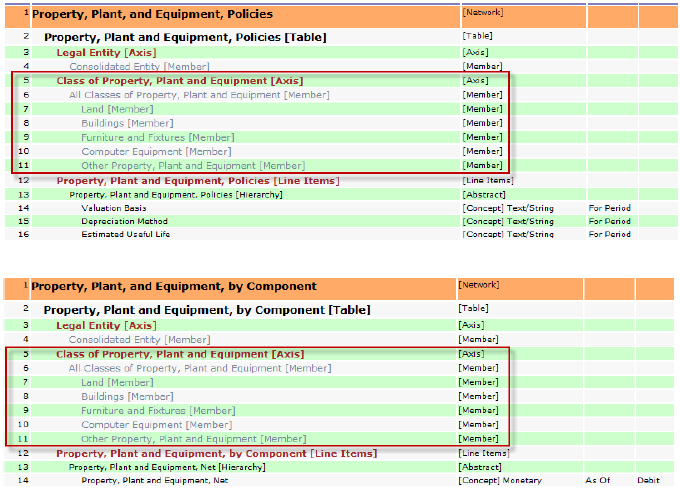 1 Property, Plant, and Equipment, Policies [Network]
2 Property, Plant and Equipment, Policies [Table] [Table]
3 Legal Entity [Axis] [Axis]
4 Consolidated Entity [Member] [Member]
5 Class of Property, Plant and Equipment [Axis] [Axis]
6 All Classes of Property, Plant and Equipment [Member] [Member]
7 Land [Member] [Member]
8 Buildings [Member] [Member]
9 Furniture and Fixtures [Member] [Member]
10 Computer Equipment [Member] [Member]
11 Other Property, Plant and Equipment [Member] [Member]
12 Property, Plant and Equipment, Policies [Line Items] [Line Items]
13 Property, Plant and Equipment, Policies [Hierarchy] [Abstract]
14 Valuation Basis [Concept] Text/String For Period
15 Depreciation Method [Concept] Text/String For Period
16 Estimated Useful Life [Concept] Text/String For Period
1 Property, Plant, and Equipment, by Component [Network]
2 Property, Plant and Equipment, by Component [Table] [Table]
3 Legal Entity [Axis] [Axis]
4 Consolidated Entity [Member] [Member]
5 Class of Property, Plant and Equipment [Axis] [Axis]
6 All Classes of Property, Plant and Equipment [Member] [Member]
7 Land [Member] [Member]
8 Buildings [Member] [Member]
9 Furniture and Fixtures [Member] [Member]
10 Computer Equipment [Member] [Member]
11 Other Property, Plant and Equipment [Member] [Member]
12 Property, Plant and Equipment, by Component [Line Items] [Line Items]
13 Property, Plant and Equipment, Net [Hierarchy] [Abstract]
14 Property, Plant and Equipment, Net [Concept] Monetary As Of Debit